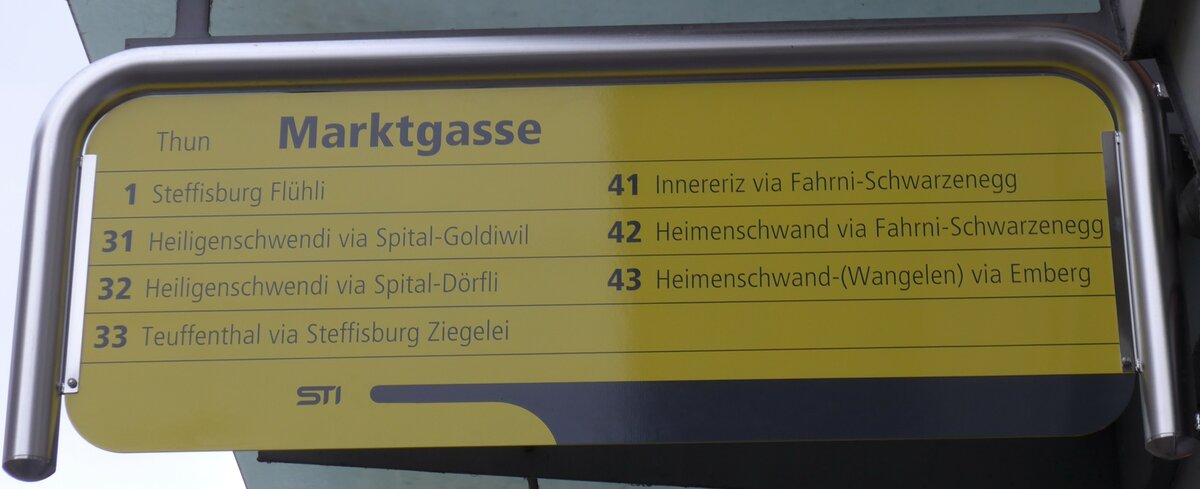 Thun Marktgasse
1 Steffisburg Flühli
31 Heiligenschwendi via Spital-Goldiwil
32 Heiligenschwendi via Spital-Dörfli
33 Teuffenthal via Steffisburg Ziegelei
41 Innereriz via Fahrni-Schwarzenegg
42 Heimenschwand via Fahrni-Schwarzenegg
43 Heimenschwand-(Wangelen) via Emberg
STI